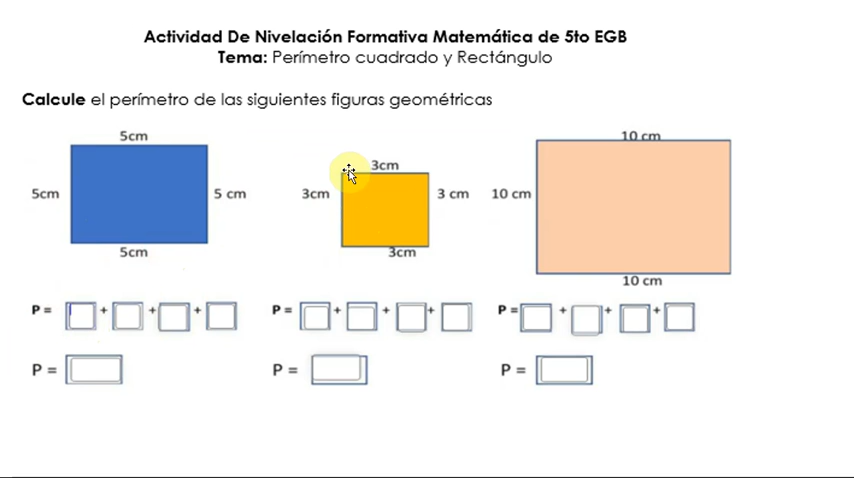 Actividad De Nivelación Formativa Matemática de 5to EGB
Tema: Perímetro cuadrado y Rectángulo
Calcule el perímetro de las siguientes figuras geométricas
5cm
5cm
5 cm
5cm
3cm
3cm
3 cm
3cm
10 cm
10 cm
10 cm
P = + + +
P = + + +
P = + + +
P =
P =
P =